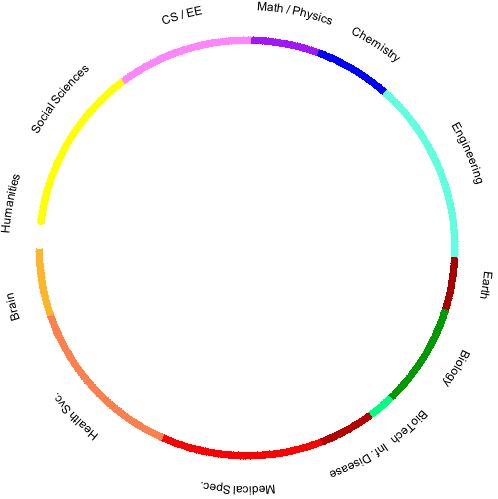 Math / Physics
Chemistry
Engineering
Earth
Biology
BioTech
Inf. Disease
Medical Spec.
Health Svc.
Brain
Humanities
Social Sciences
CS / EE